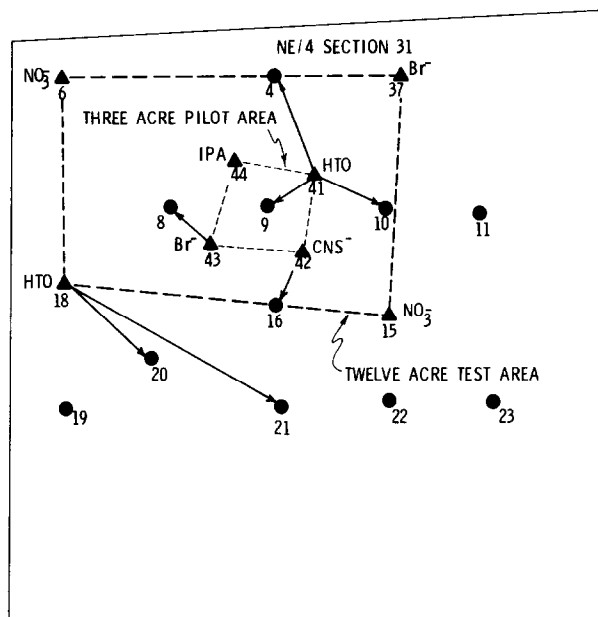 NE/4 SECTION 31
NO₃⁻
6
4
Br⁻
37
THREE ACRE PILOT AREA
IPA
44
HTO
41
8
9
10
11
Br⁻
43
CNS⁻
42
HTO
18
16
NO₃⁻
15
20
TWELVE ACRE TEST AREA
19
21
22
23